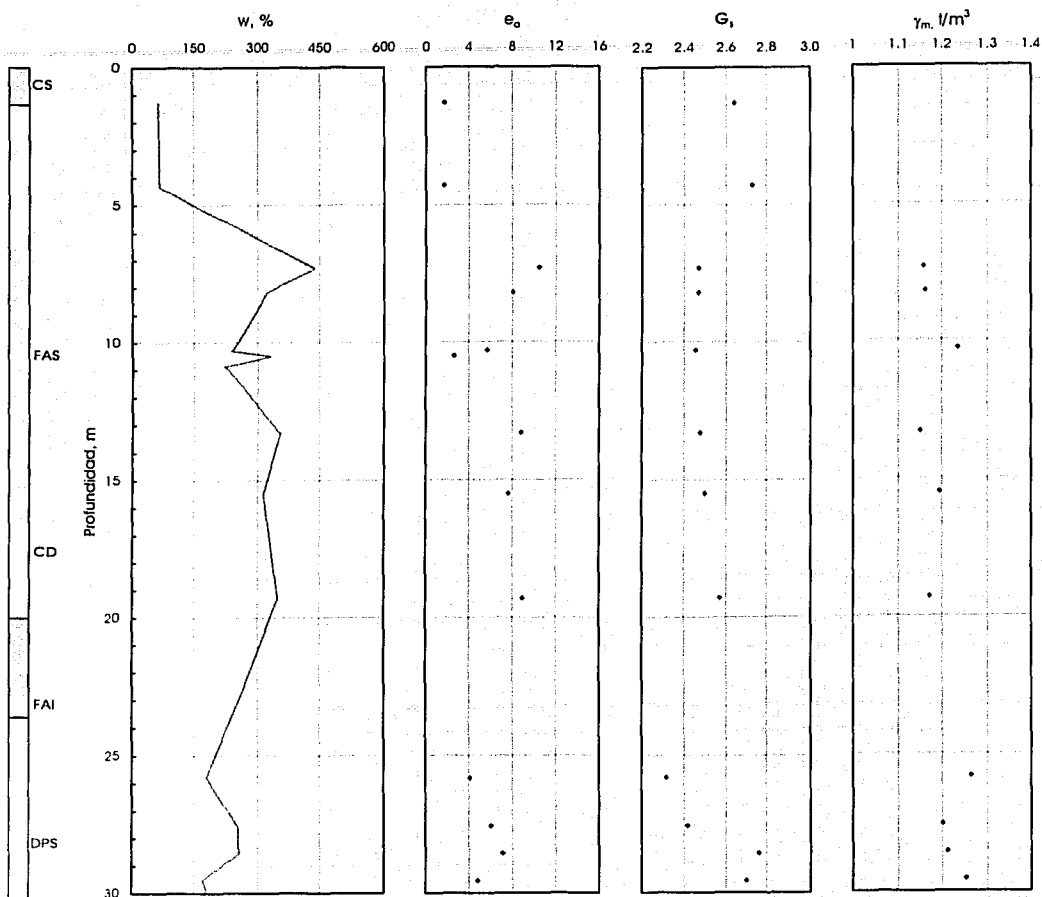 w, %
e₀
Gₛ
γₘ, t/m³
0 150 300 450 600
0 4 8 12 16
2.2 2.4 2.6 2.8 3.0
1 1.1 1.2 1.3 1.4
0
CS
5
10
FAS
Profundidad, m
15
CD
20
FAI
25
DPS
30